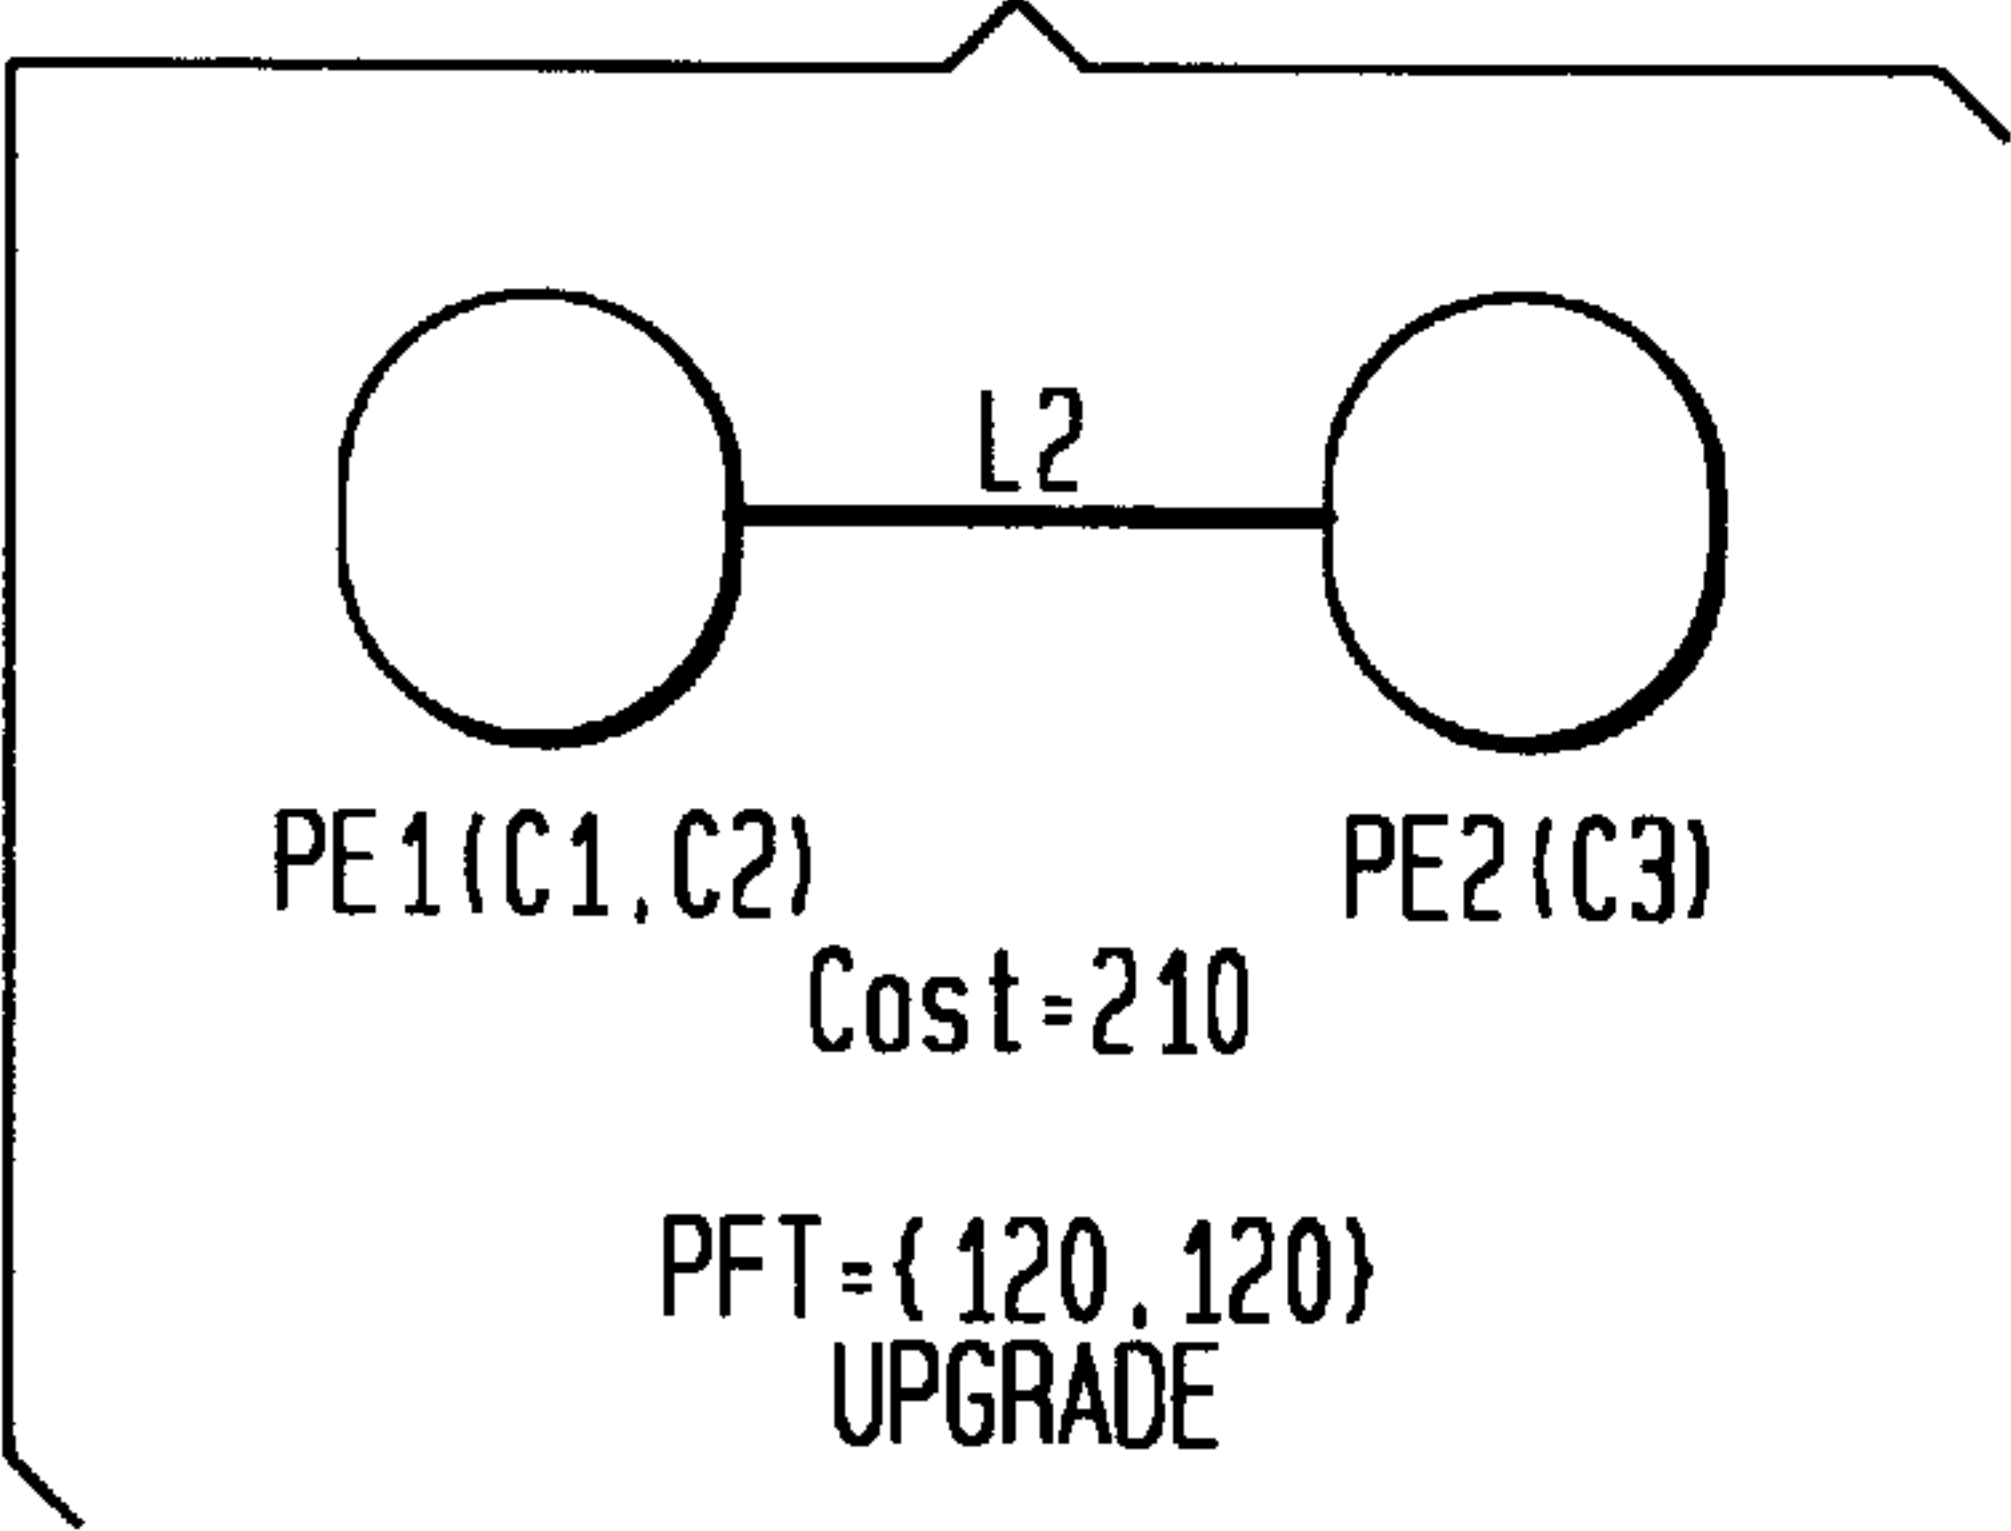 L2
PE1(C1,C2) PE2(C3)
Cost=210
PFT={120,120}
UPGRADE